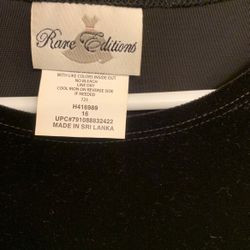 Rare Editions
WITH LIKE COLORS INSIDE OUT
NO BLEACH
LINE DRY
COOL IRON ON REVERSE SIDE
IF NEEDED
H416989
16
UPC#791088832422
MADE IN SRI LANKA